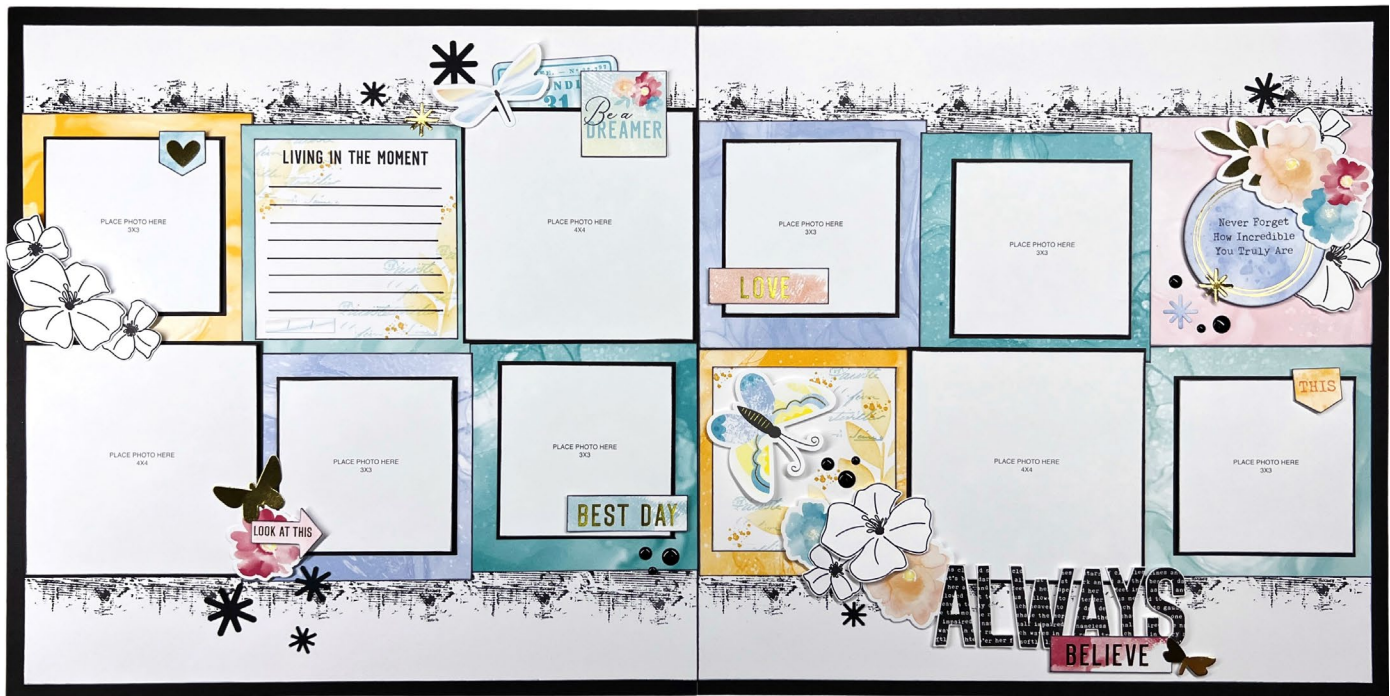 31
Be a
DREAMER
LIVING IN THE MOMENT
PLACE PHOTO HERE
3X3
PLACE PHOTO HERE
4X4
PLACE PHOTO HERE
3X3
LOVE
PLACE PHOTO HERE
3X3
Never Forget
How Incredible
You Truly Are
PLACE PHOTO HERE
4X4
PLACE PHOTO HERE
3X3
LOOK AT THIS
PLACE PHOTO HERE
3X3
BEST DAY
PLACE PHOTO HERE
4X4
THIS
PLACE PHOTO HERE
3X3
ALWAYS
BELIEVE